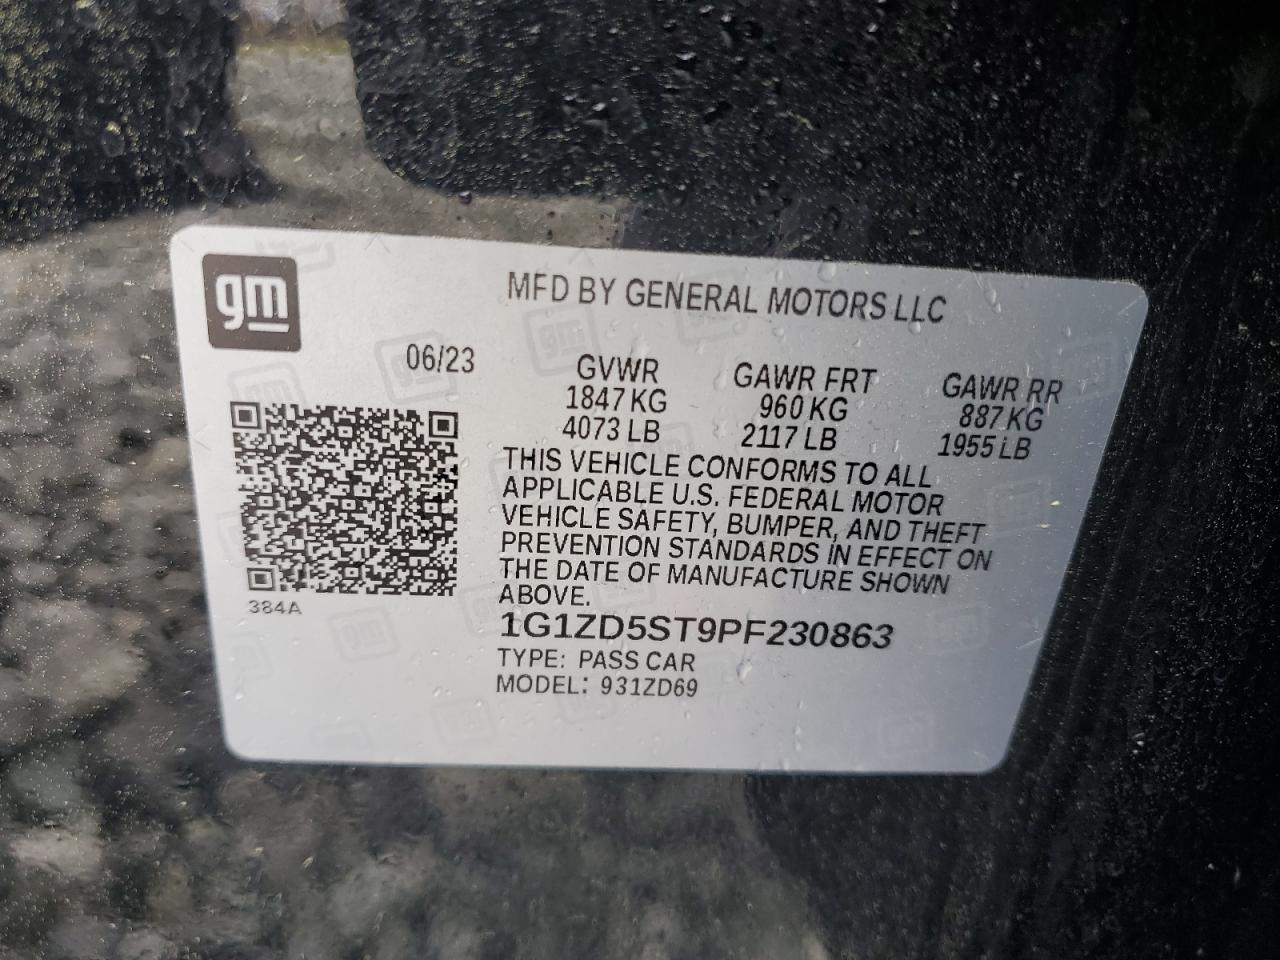 gm
MFD BY GENERAL MOTORS LLC
06/23
GVWR GAWR FRT GAWR RR
1847 KG 960 KG 887 KG
4073 LB 2117 LB 1955 LB
THIS VEHICLE CONFORMS TO ALL
APPLICABLE U.S. FEDERAL MOTOR
VEHICLE SAFETY, BUMPER, AND THEFT
PREVENTION STANDARDS IN EFFECT ON
THE DATE OF MANUFACTURE SHOWN
ABOVE.
384A
1G1ZD5ST9PF230863
TYPE: PASS CAR
MODEL: 931ZD69